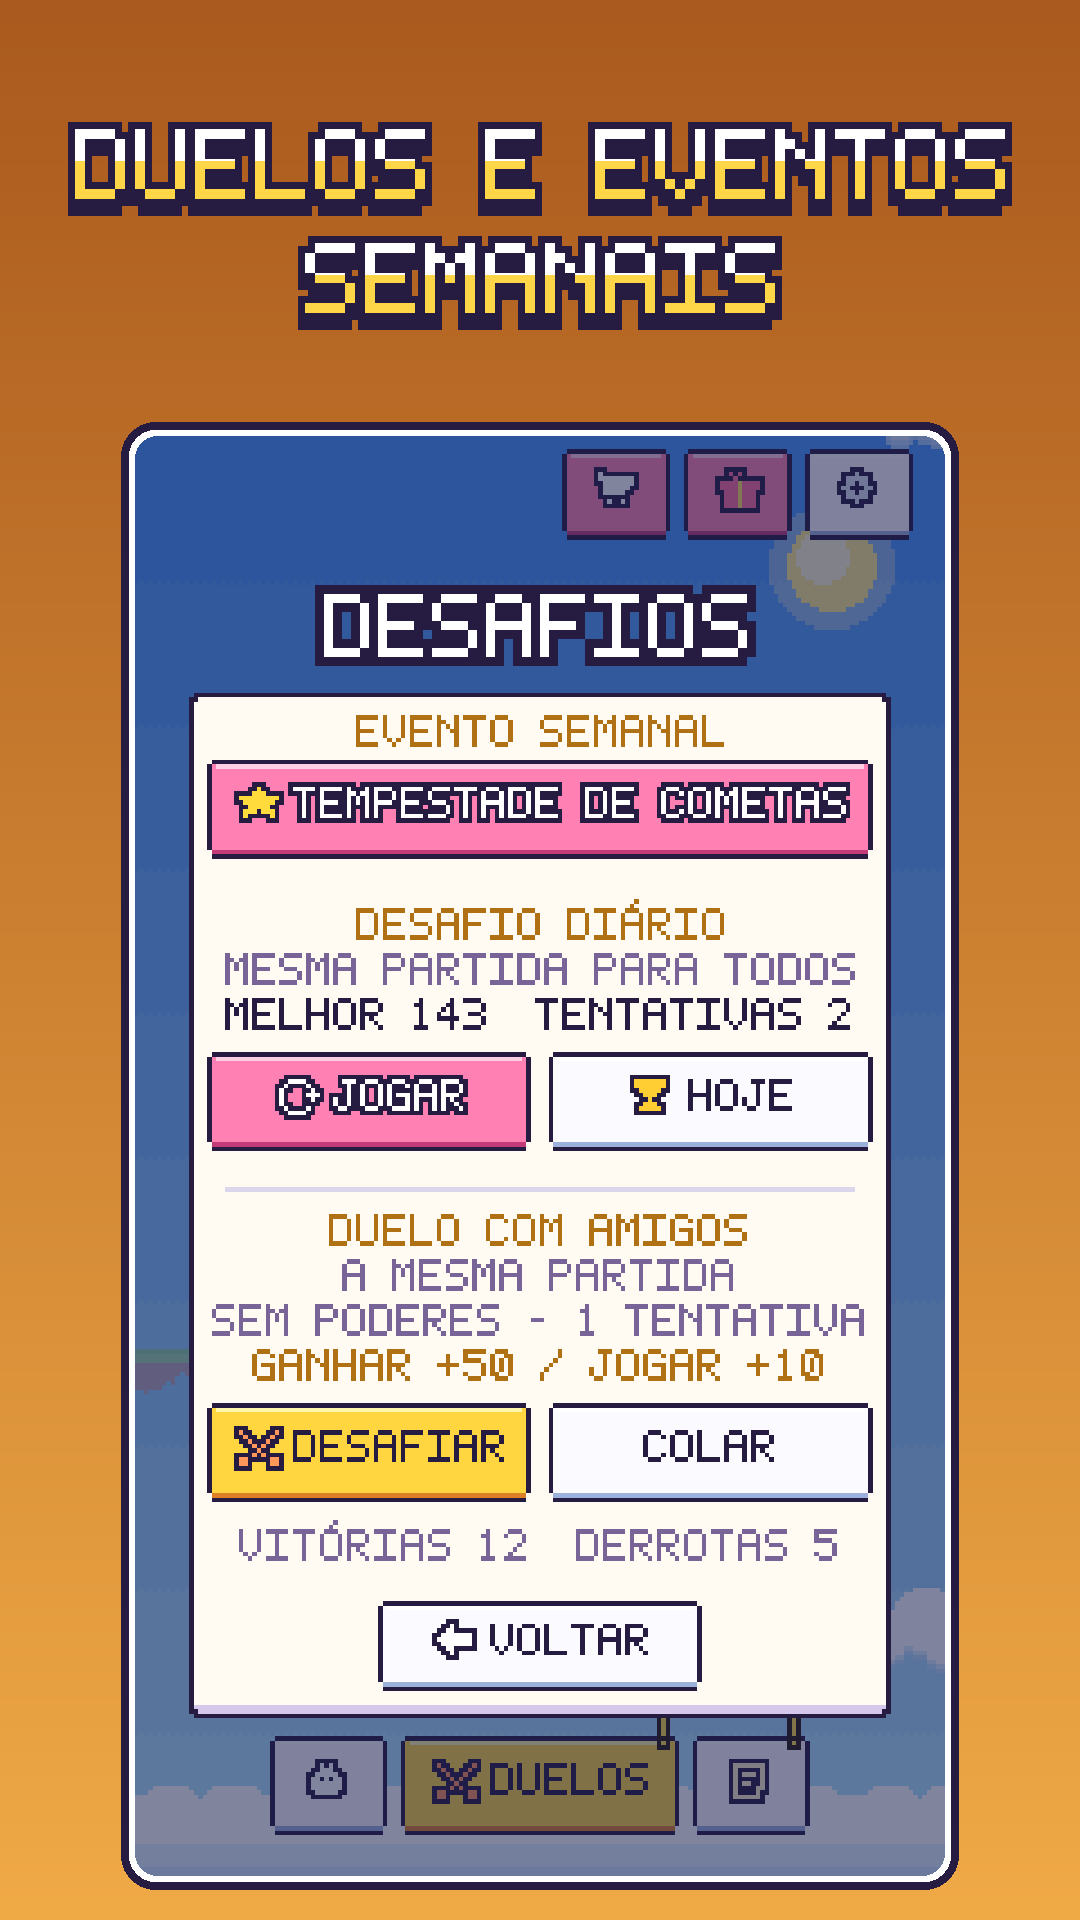 DUELOS E EVENTOS
SEMANAIS
DESAFIOS
EVENTO SEMANAL
TEMPESTADE DE COMETAS
DESAFIO DIÁRIO
MESMA PARTIDA PARA TODOS
MELHOR 143 TENTATIVAS 2
JOGAR
HOJE
DUELO COM AMIGOS
A MESMA PARTIDA
SEM PODERES - 1 TENTATIVA
GANHAR +50 / JOGAR +10
DESAFIAR
COLAR
VITÓRIAS 12 DERROTAS 5
VOLTAR
DUELOS